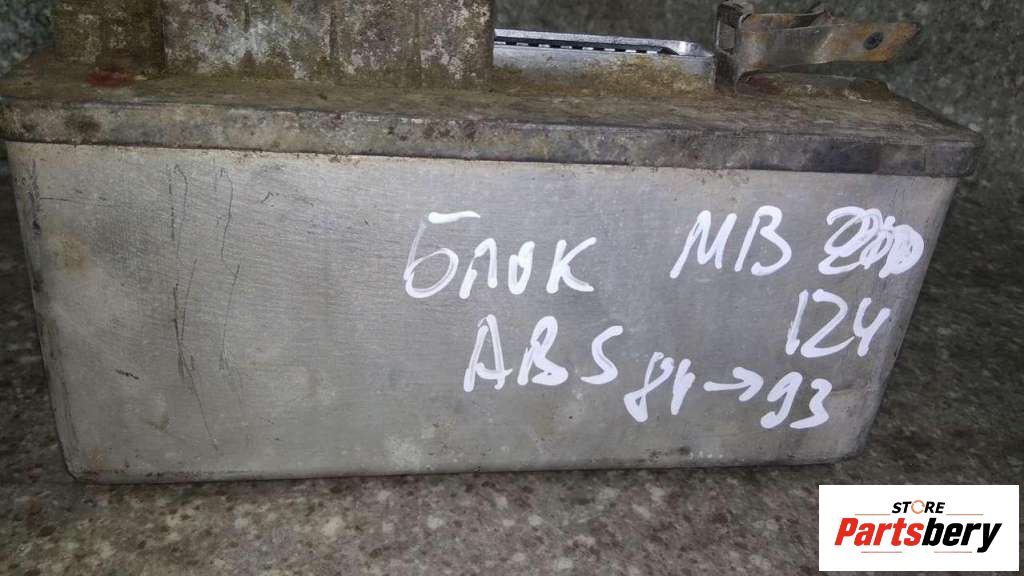 Блок MB
ABS 124
84→93
STORE
Partsbery